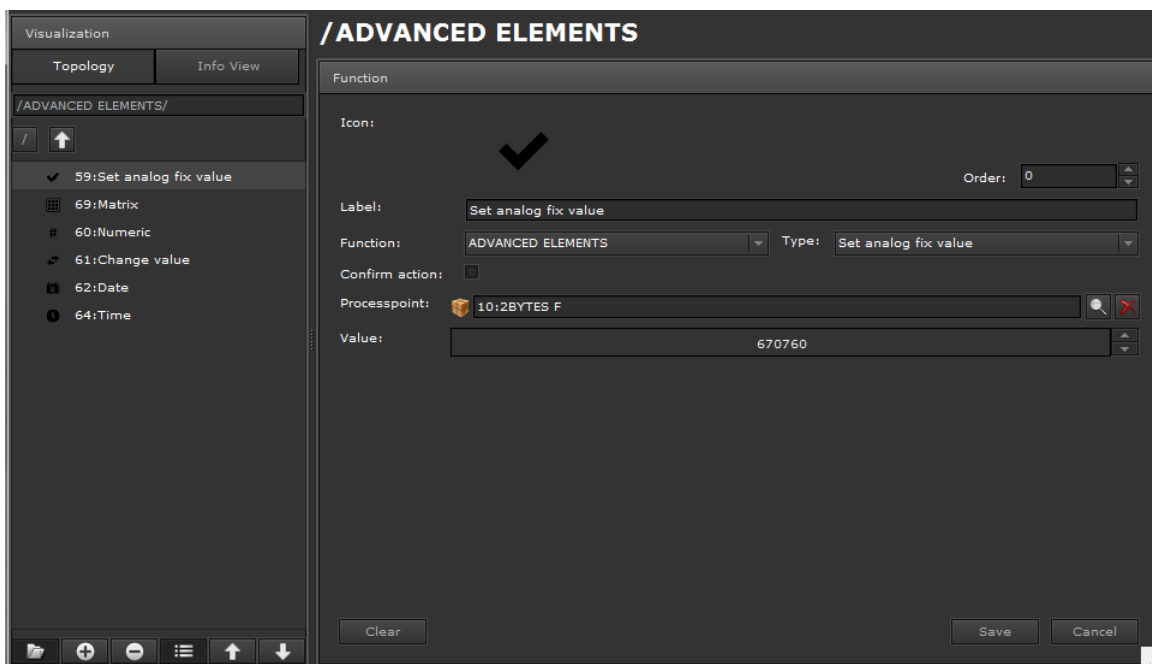 Visualization
Topology Info View
/ADVANCED ELEMENTS/
/
59:Set analog fix value
69:Matrix
60:Numeric
61:Change value
62:Date
64:Time
/ADVANCED ELEMENTS
Function
Icon:
Order: 0
Label: Set analog fix value
Function: ADVANCED ELEMENTS Type: Set analog fix value
Confirm action:
Processpoint: 10:2BYTES F
Value: 670760
Clear Save Cancel